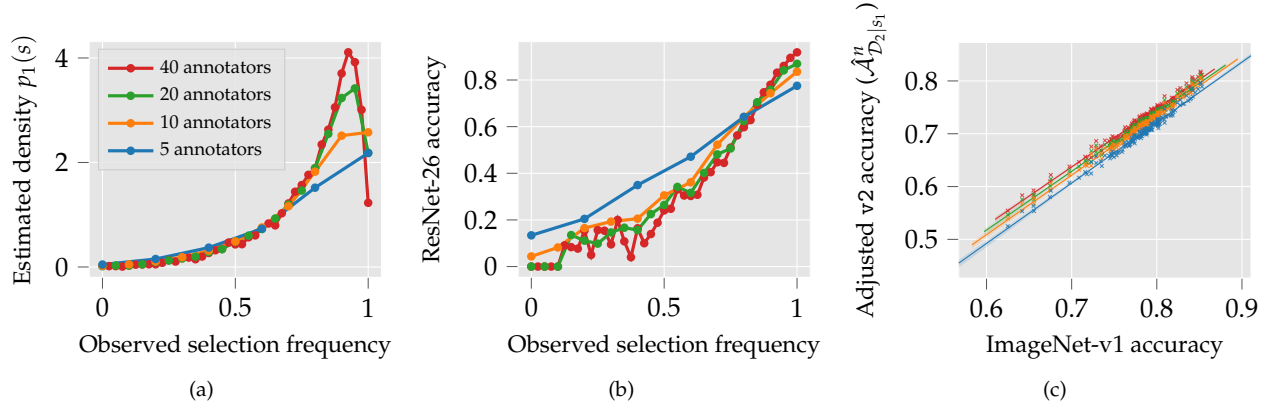 Estimated density p₁(s)
4
2
0
40 annotators
20 annotators
10 annotators
5 annotators
0 0.5 1
Observed selection frequency
(a)
ResNet-26 accuracy
0.8
0.6
0.4
0.2
0
0 0.5 1
Observed selection frequency
(b)
Adjusted v2 accuracy (Â^n_{D₂|s₁})
0.8
0.7
0.6
0.5
0.6 0.7 0.8 0.9
ImageNet-v1 accuracy
(c)